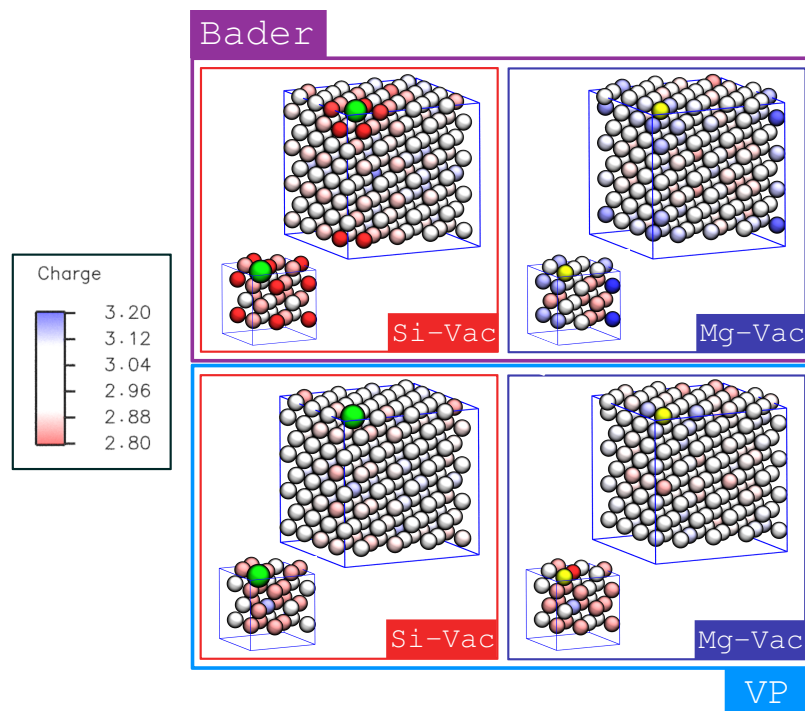 Bader
Si-Vac
Mg-Vac
Charge
3.20
3.12
3.04
2.96
2.88
2.80
Si-Vac
Mg-Vac
VP